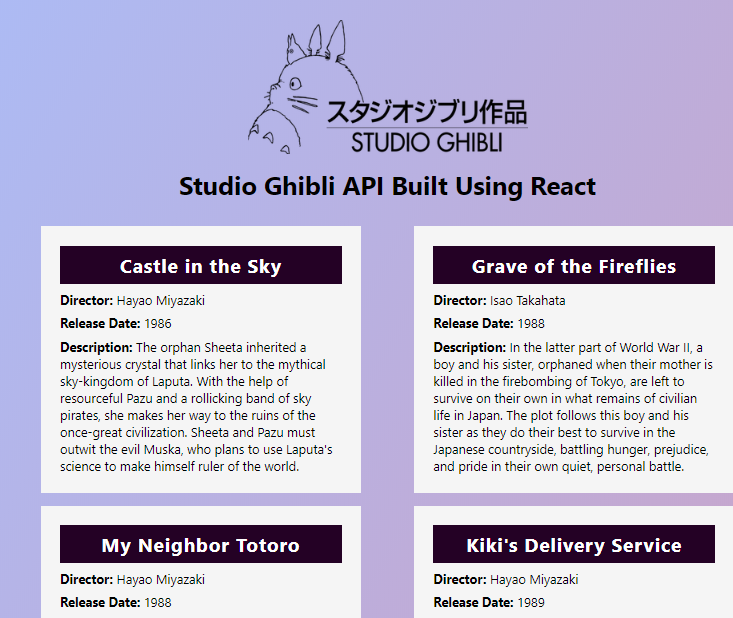 スタジオジブリ作品
STUDIO GHIBLI
Studio Ghibli API Built Using React
Castle in the Sky
Director: Hayao Miyazaki
Release Date: 1986
Description: The orphan Sheeta inherited a
mysterious crystal that links her to the mythical
sky-kingdom of Laputa. With the help of
resourceful Pazu and a rollicking band of sky
pirates, she makes her way to the ruins of the
once-great civilization. Sheeta and Pazu must
outwit the evil Muska, who plans to use Laputa's
science to make himself ruler of the world.
Grave of the Fireflies
Director: Isao Takahata
Release Date: 1988
Description: In the latter part of World War II, a
boy and his sister, orphaned when their mother is
killed in the firebombing of Tokyo, are left to
survive on their own in what remains of civilian
life in Japan. The plot follows this boy and his
sister as they do their best to survive in the
Japanese countryside, battling hunger, prejudice,
and pride in their own quiet, personal battle.
My Neighbor Totoro
Director: Hayao Miyazaki
Release Date: 1988
Kiki's Delivery Service
Director: Hayao Miyazaki
Release Date: 1989